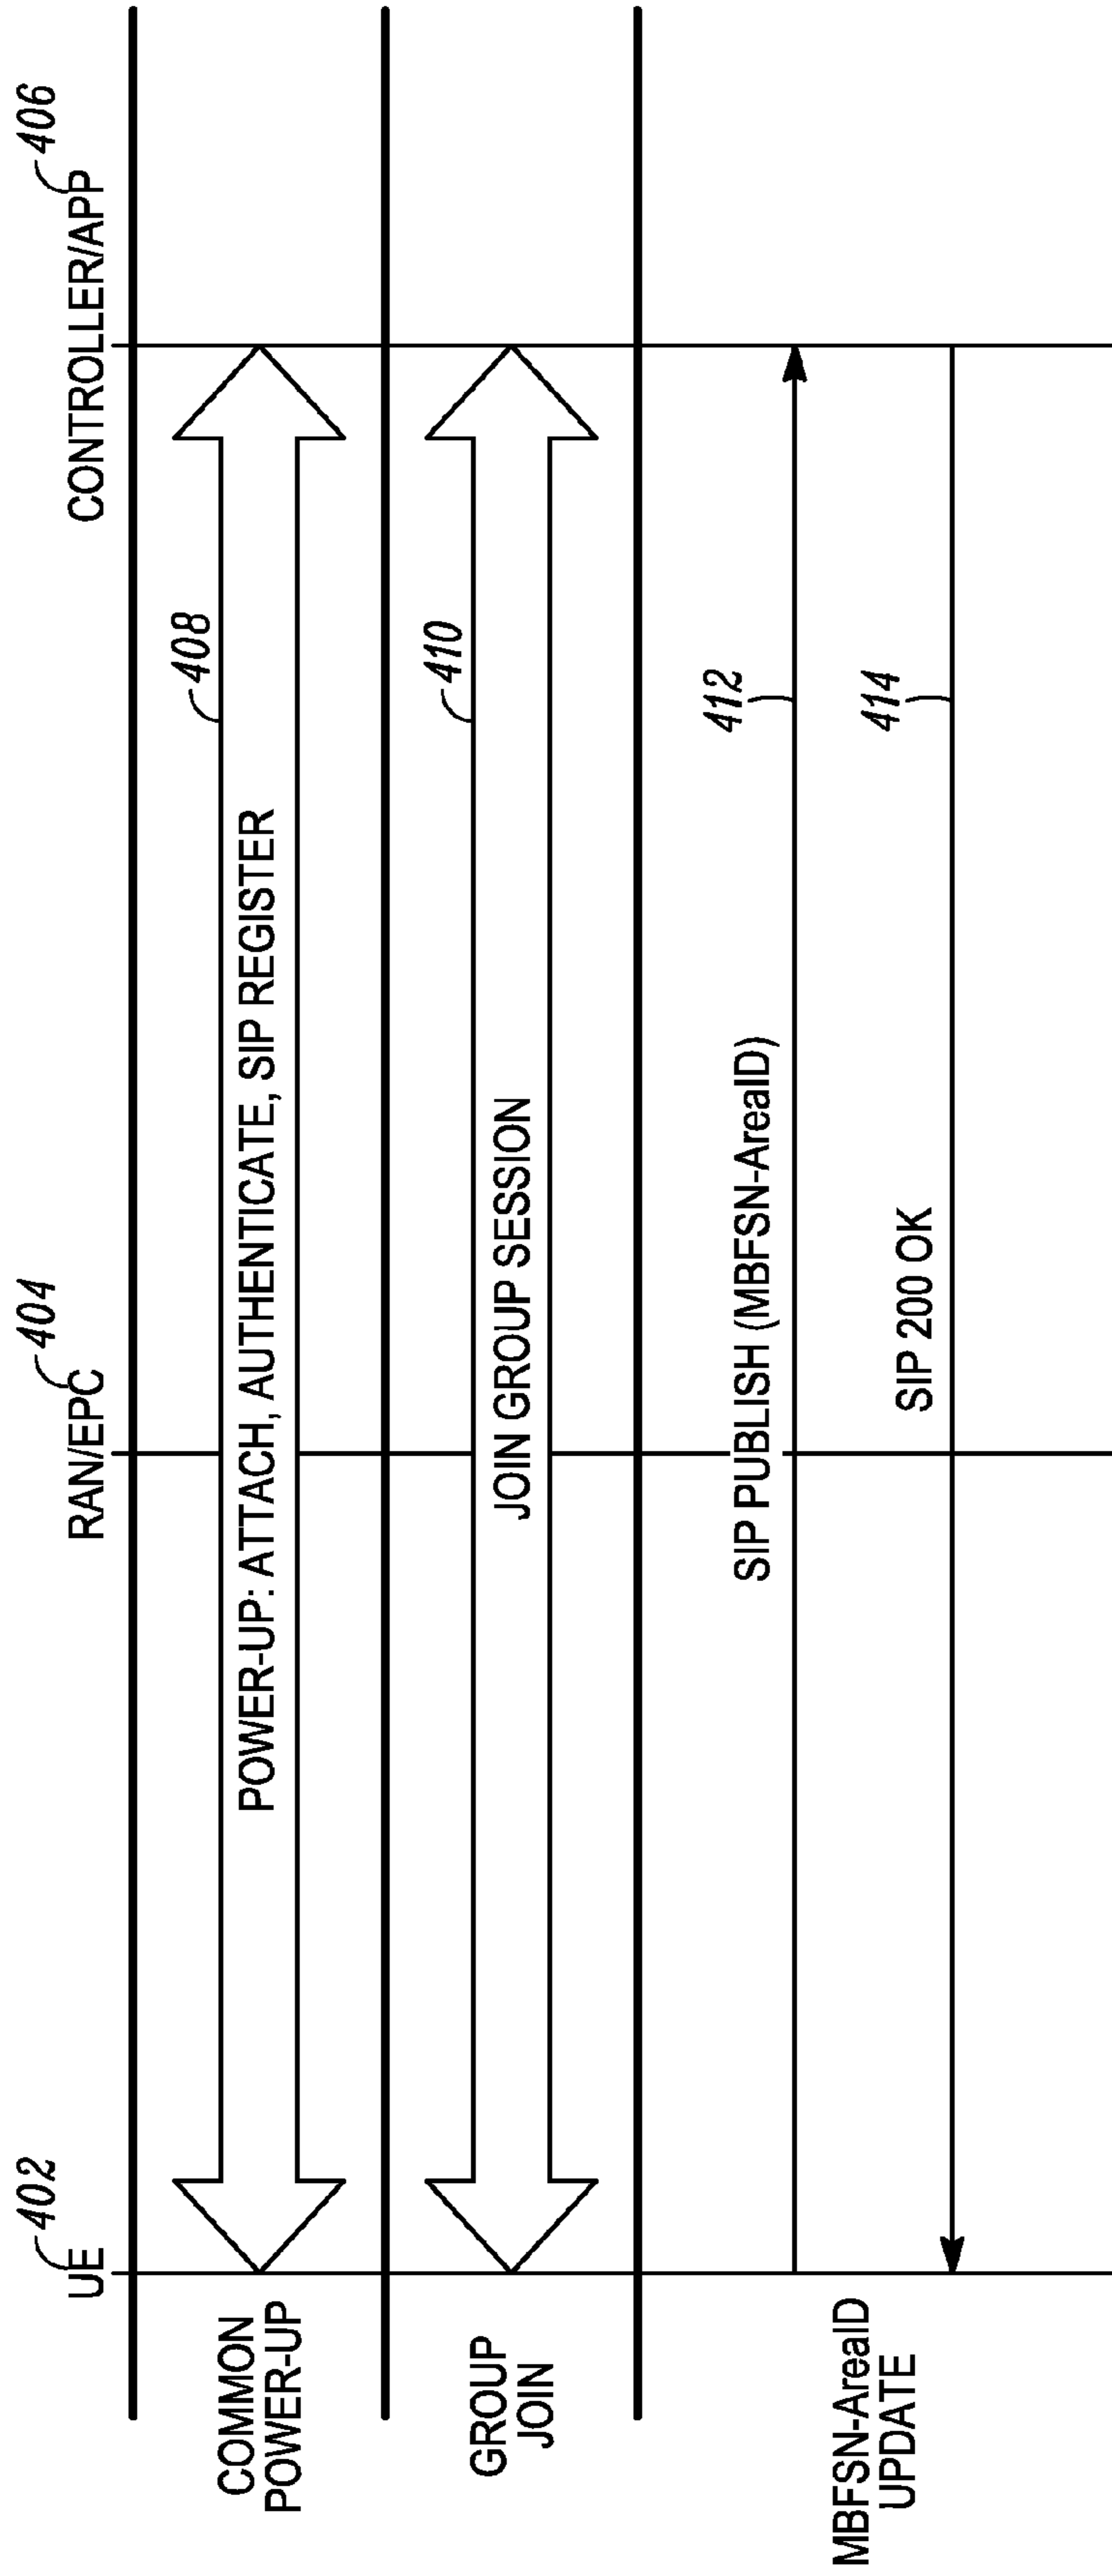 402
UE
404
RAN/EPC
406
CONTROLLER/APP
COMMON
POWER-UP
408
POWER-UP: ATTACH, AUTHENTICATE, SIP REGISTER
GROUP
JOIN
410
JOIN GROUP SESSION
MBFSN-AreaID
UPDATE
SIP PUBLISH (MBFSN-AreaID)
412
SIP 200 OK
414